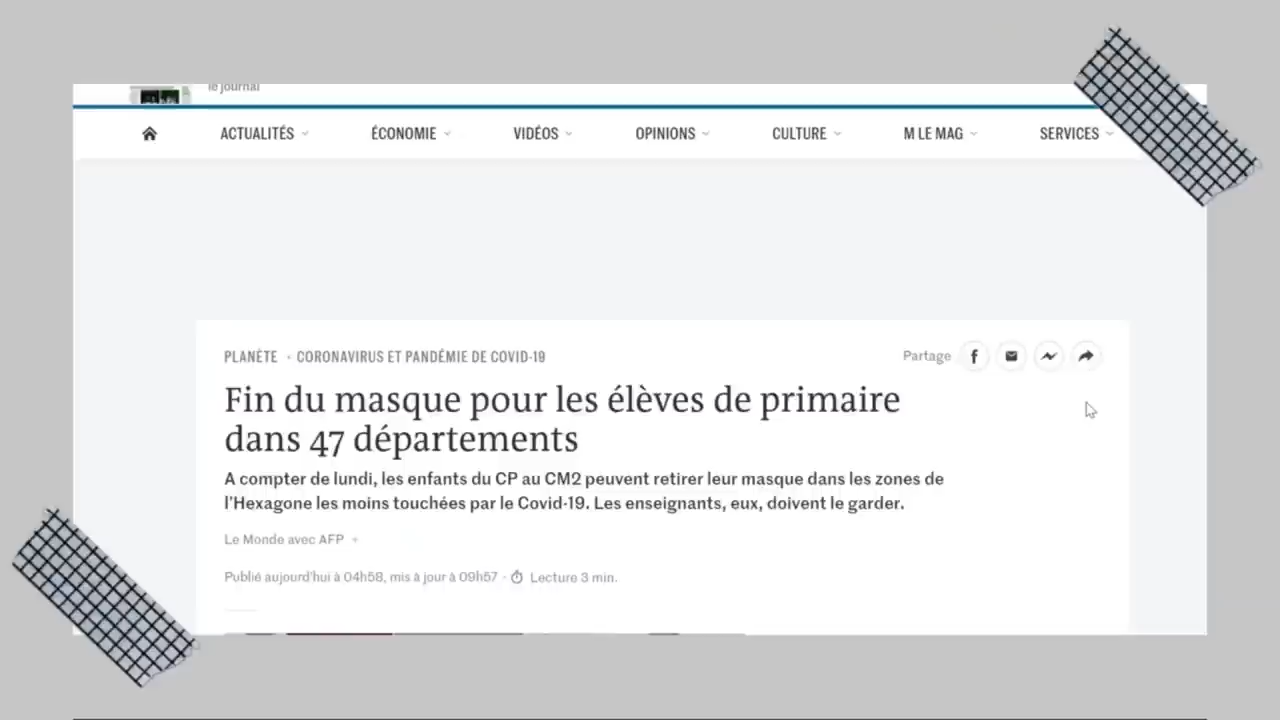 le journal
ACTUALITÉS
ÉCONOMIE
VIDÉOS
OPINIONS
CULTURE
M LE MAG
SERVICES
PLANÈTE • CORONAVIRUS ET PANDÉMIE DE COVID-19
Partage
Fin du masque pour les élèves de primaire
dans 47 départements
A compter de lundi, les enfants du CP au CM2 peuvent retirer leur masque dans les zones de
l'Hexagone les moins touchées par le Covid-19. Les enseignants, eux, doivent le garder.
Le Monde avec AFP +
Publié aujourd'hui à 04h58, mis à jour à 09h57 · Lecture 3 min.